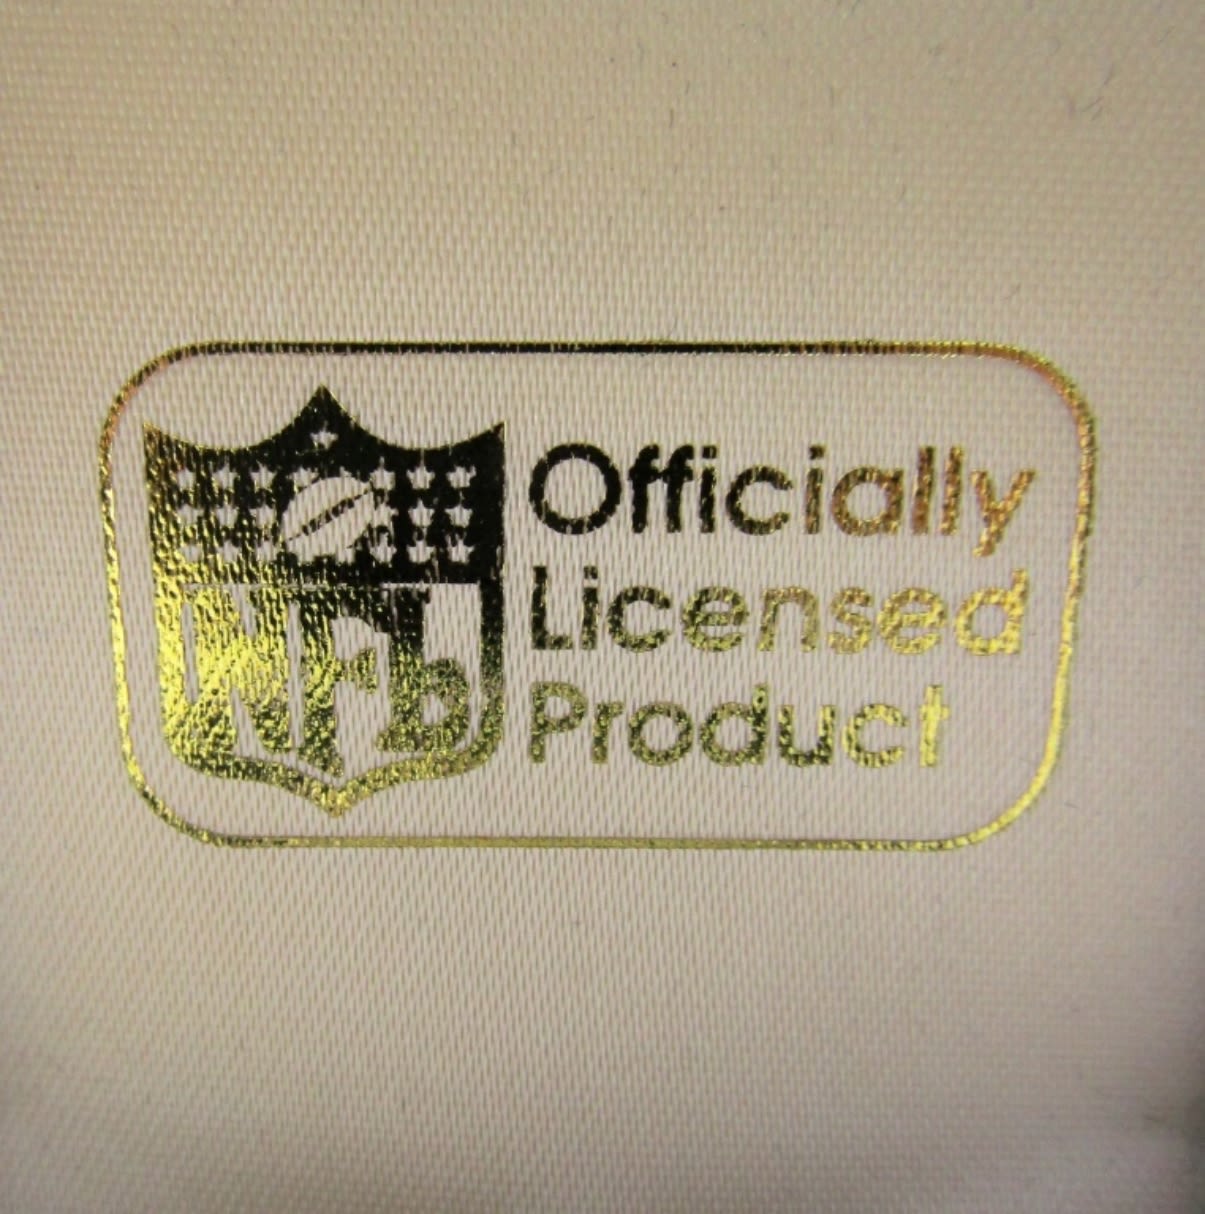 NFL
Officially
Licensed
Product